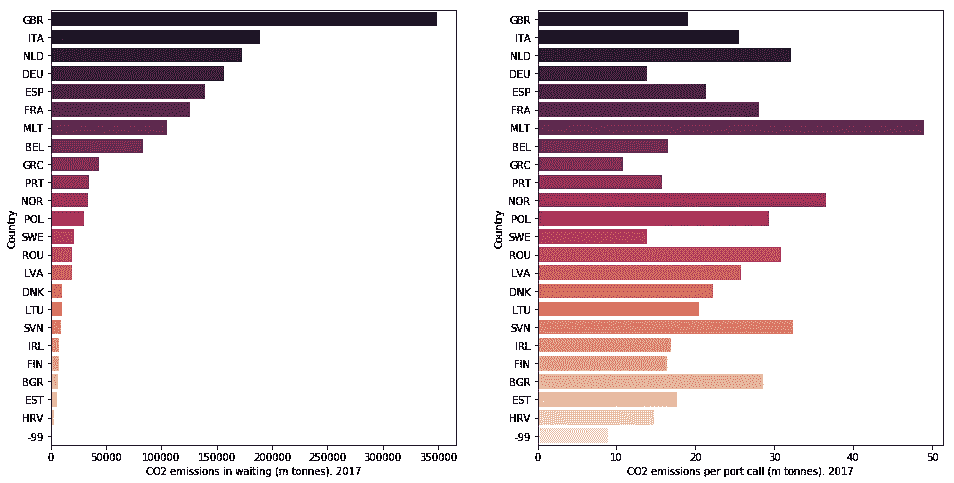 GBR
ITA
NLD
DEU
ESP
FRA
MLT
BEL
GRC
PRT
NOR
POL
SWE
ROU
LVA
DNK
LTU
SVN
IRL
FIN
BGR
EST
HRV
-99
Country
0 50000 100000 150000 200000 250000 300000 350000
CO2 emissions in waiting (m tonnes). 2017
GBR
ITA
NLD
DEU
ESP
FRA
MLT
BEL
GRC
PRT
NOR
POL
SWE
ROU
LVA
DNK
LTU
SVN
IRL
FIN
BGR
EST
HRV
-99
Country
0 10 20 30 40 50
CO2 emissions per port call (m tonnes). 2017